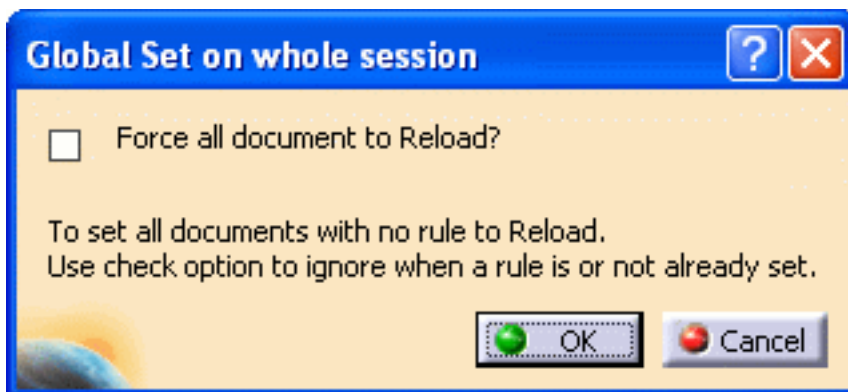 Global Set on whole session
?
Force all document to Reload?
To set all documents with no rule to Reload.
Use check option to ignore when a rule is or not already set.
OK Cancel